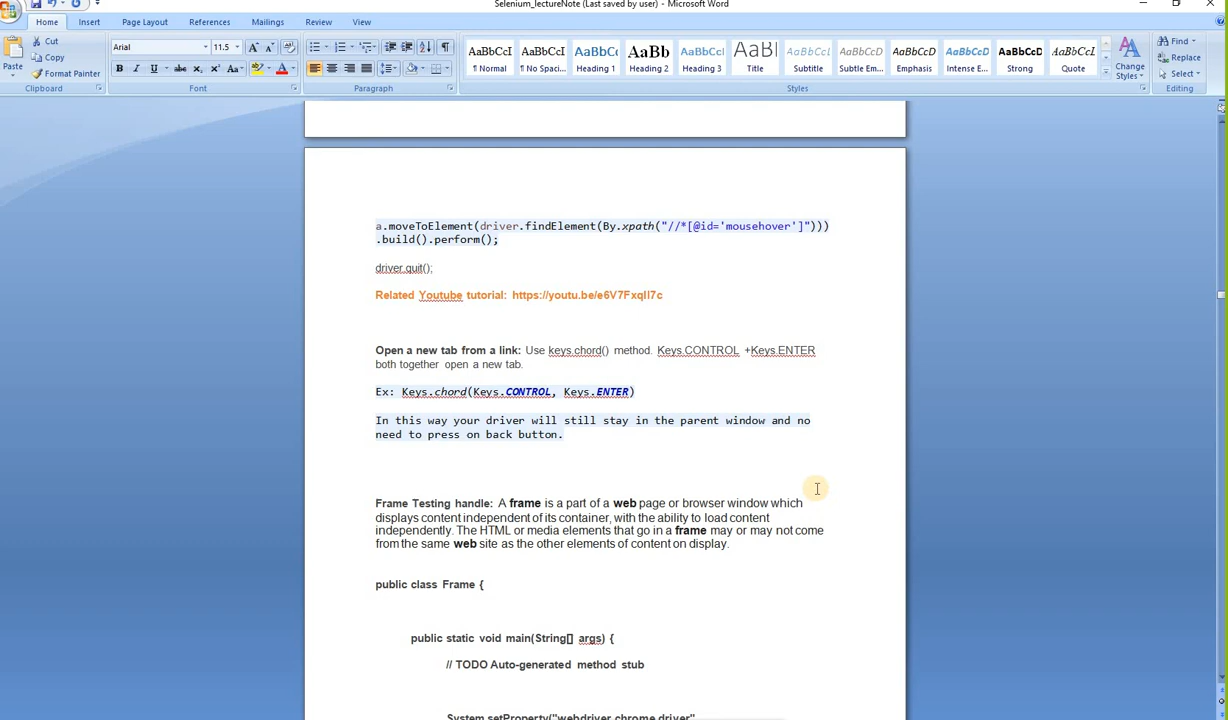 Selenium_lectureNote (Last saved by user) - Microsoft Word
Home Insert Page Layout References Mailings Review View
Paste Cut Copy Format Painter
Arial 11.5
AaBbCcI AaBbCcI AaBbCc AaBb AaBbCcI AaBl AaBbCcL AaBbCcD AaBbCcD AaBbCcL AaBbCcD AaBbCcI
¶ Normal ¶ No Spaci... Heading 1 Heading 2 Heading 3 Title Subtitle Subtle Em... Emphasis Intense E... Strong Quote
Change Styles
Find
Replace
Select
Clipboard Font Paragraph Styles Editing
a.moveToElement(driver.findElement(By.xpath("//*[@id='mousehover']")))
.build().perform();
driver.quit();
Related Youtube tutorial: https://youtu.be/e6V7FxqlI7c
Open a new tab from a link: Use keys.chord() method. Keys.CONTROL +Keys.ENTER
both together open a new tab.
Ex: Keys.chord(Keys.CONTROL, Keys.ENTER)
In this way your driver will still stay in the parent window and no
need to press on back button.
Frame Testing handle: A frame is a part of a web page or browser window which
displays content independent of its container, with the ability to load content
independently. The HTML or media elements that go in a frame may or may not come
from the same web site as the other elements of content on display.
public class Frame {
public static void main(String[] args) {
// TODO Auto-generated method stub
System.setProperty("webdriver.chrome.driver"